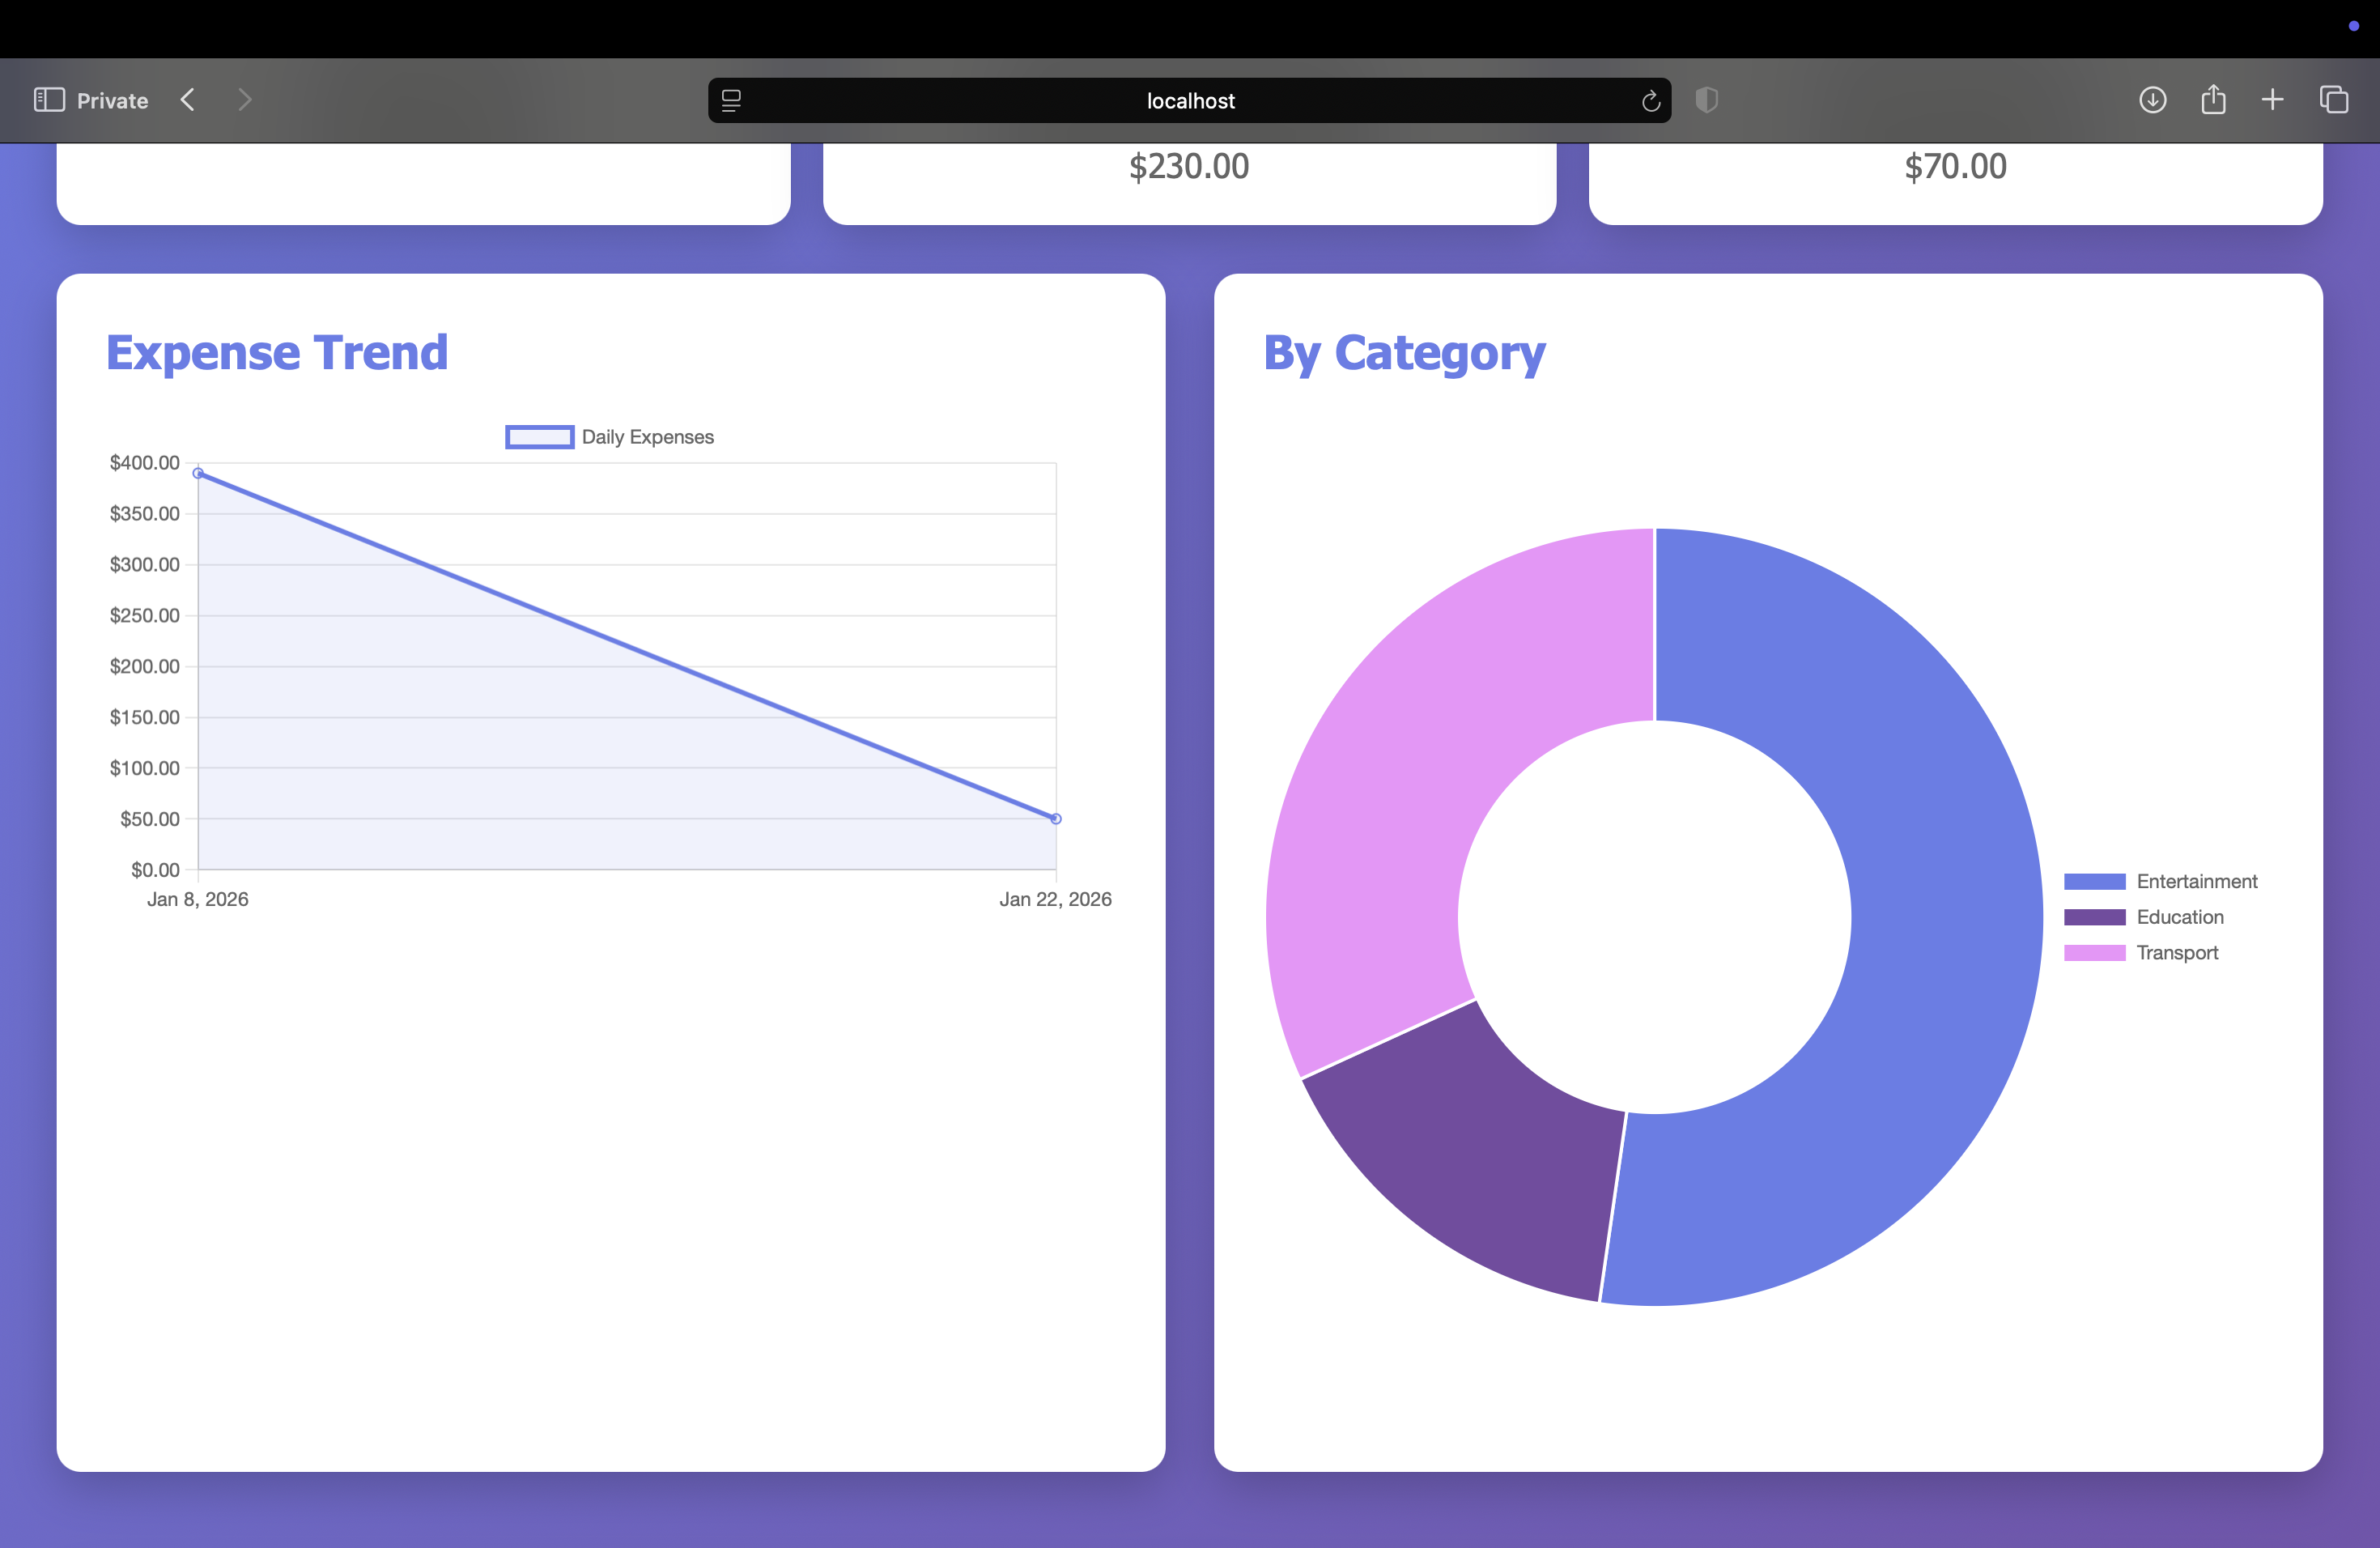 Private
localhost
$230.00
$70.00
Expense Trend
Daily Expenses
$400.00
$350.00
$300.00
$250.00
$200.00
$150.00
$100.00
$50.00
$0.00
Jan 8, 2026
Jan 22, 2026
By Category
Entertainment
Education
Transport